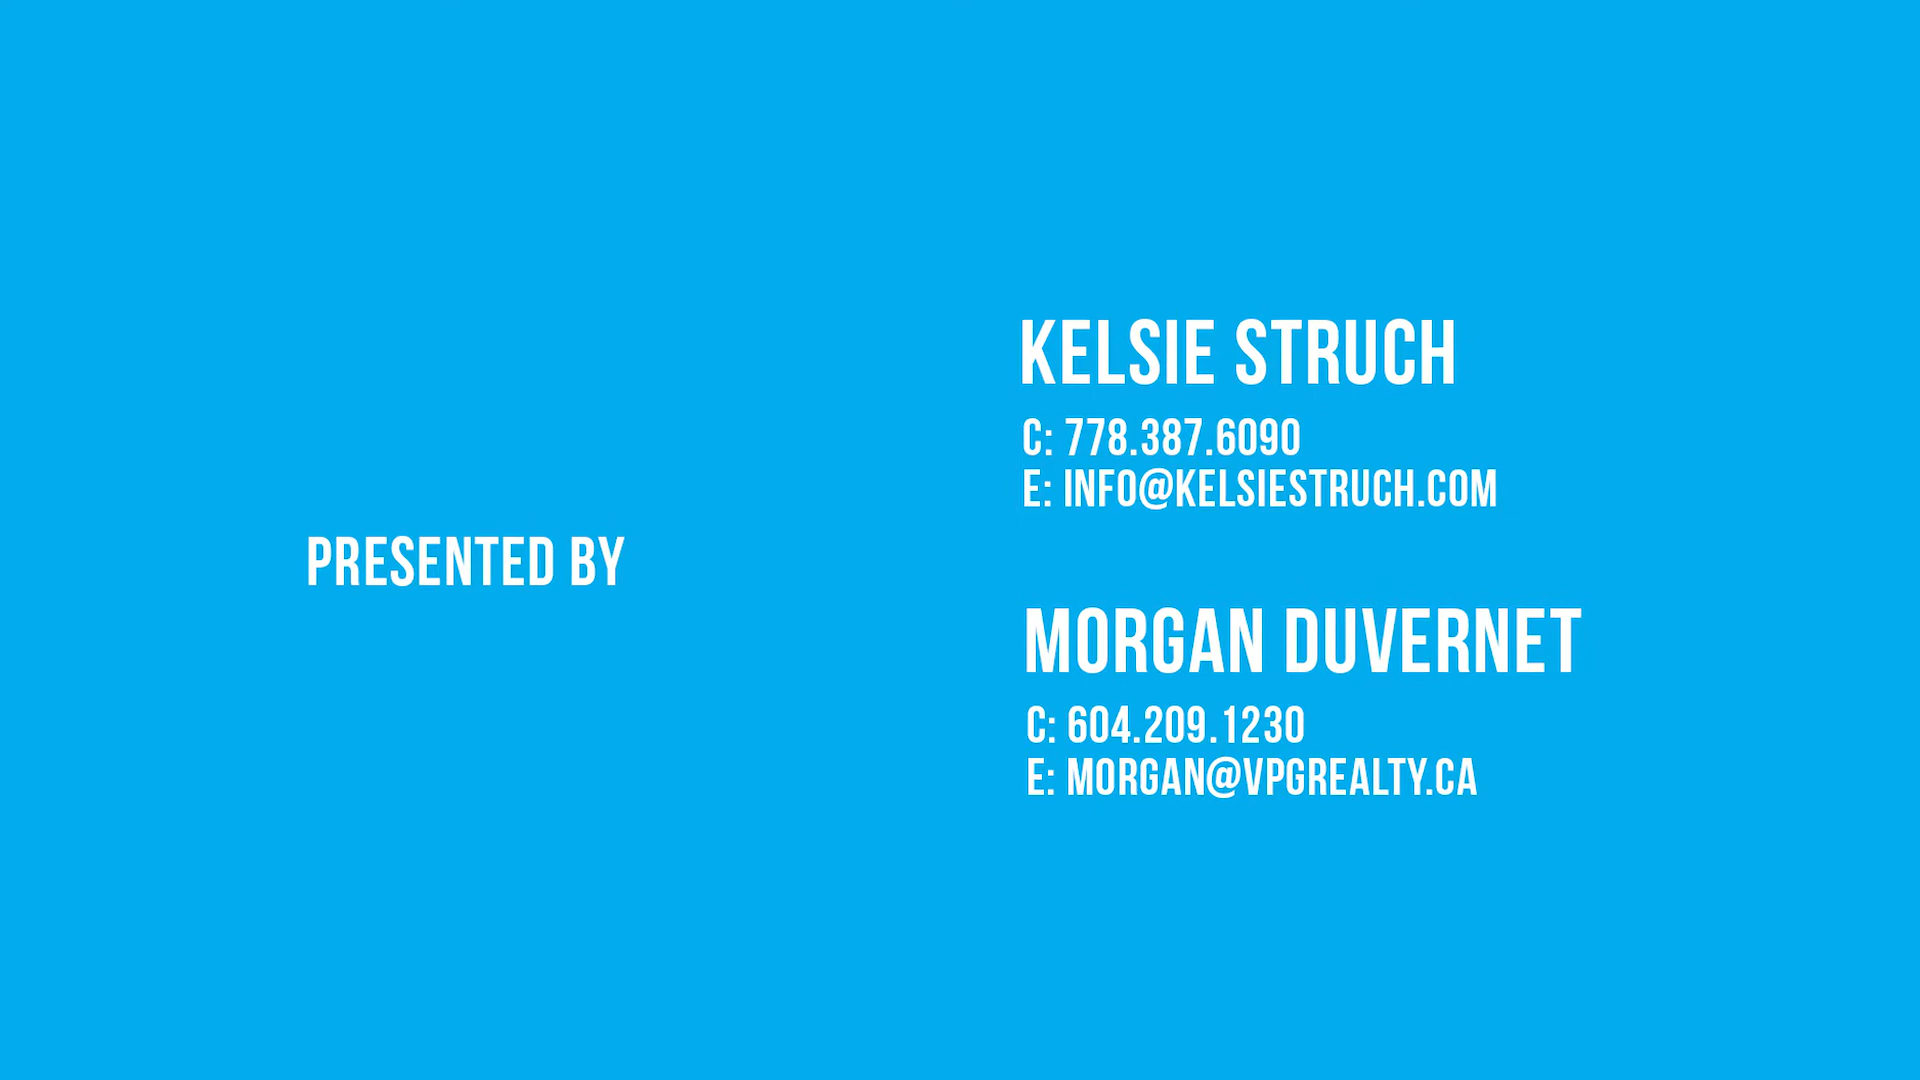 PRESENTED BY
KELSIE STRUCH
C: 778.387.6090
E: INFO@KELSIESTRUCH.COM
MORGAN DUVERNET
C: 604.209.1230
E: MORGAN@VPGREALTY.CA